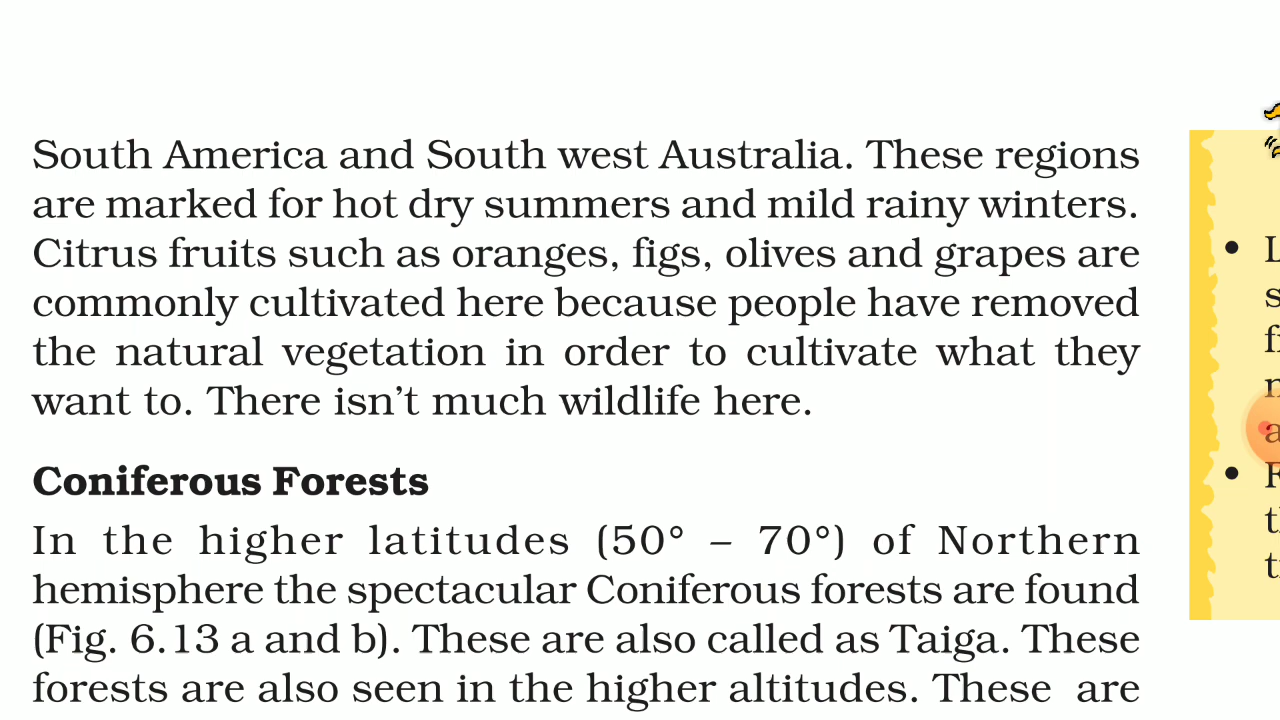 South America and South west Australia. These regions
are marked for hot dry summers and mild rainy winters.
Citrus fruits such as oranges, figs, olives and grapes are
commonly cultivated here because people have removed
the natural vegetation in order to cultivate what they
want to. There isn’t much wildlife here.
Coniferous Forests
In the higher latitudes (50° – 70°) of Northern
hemisphere the spectacular Coniferous forests are found
(Fig. 6.13 a and b). These are also called as Taiga. These
forests are also seen in the higher altitudes. These are